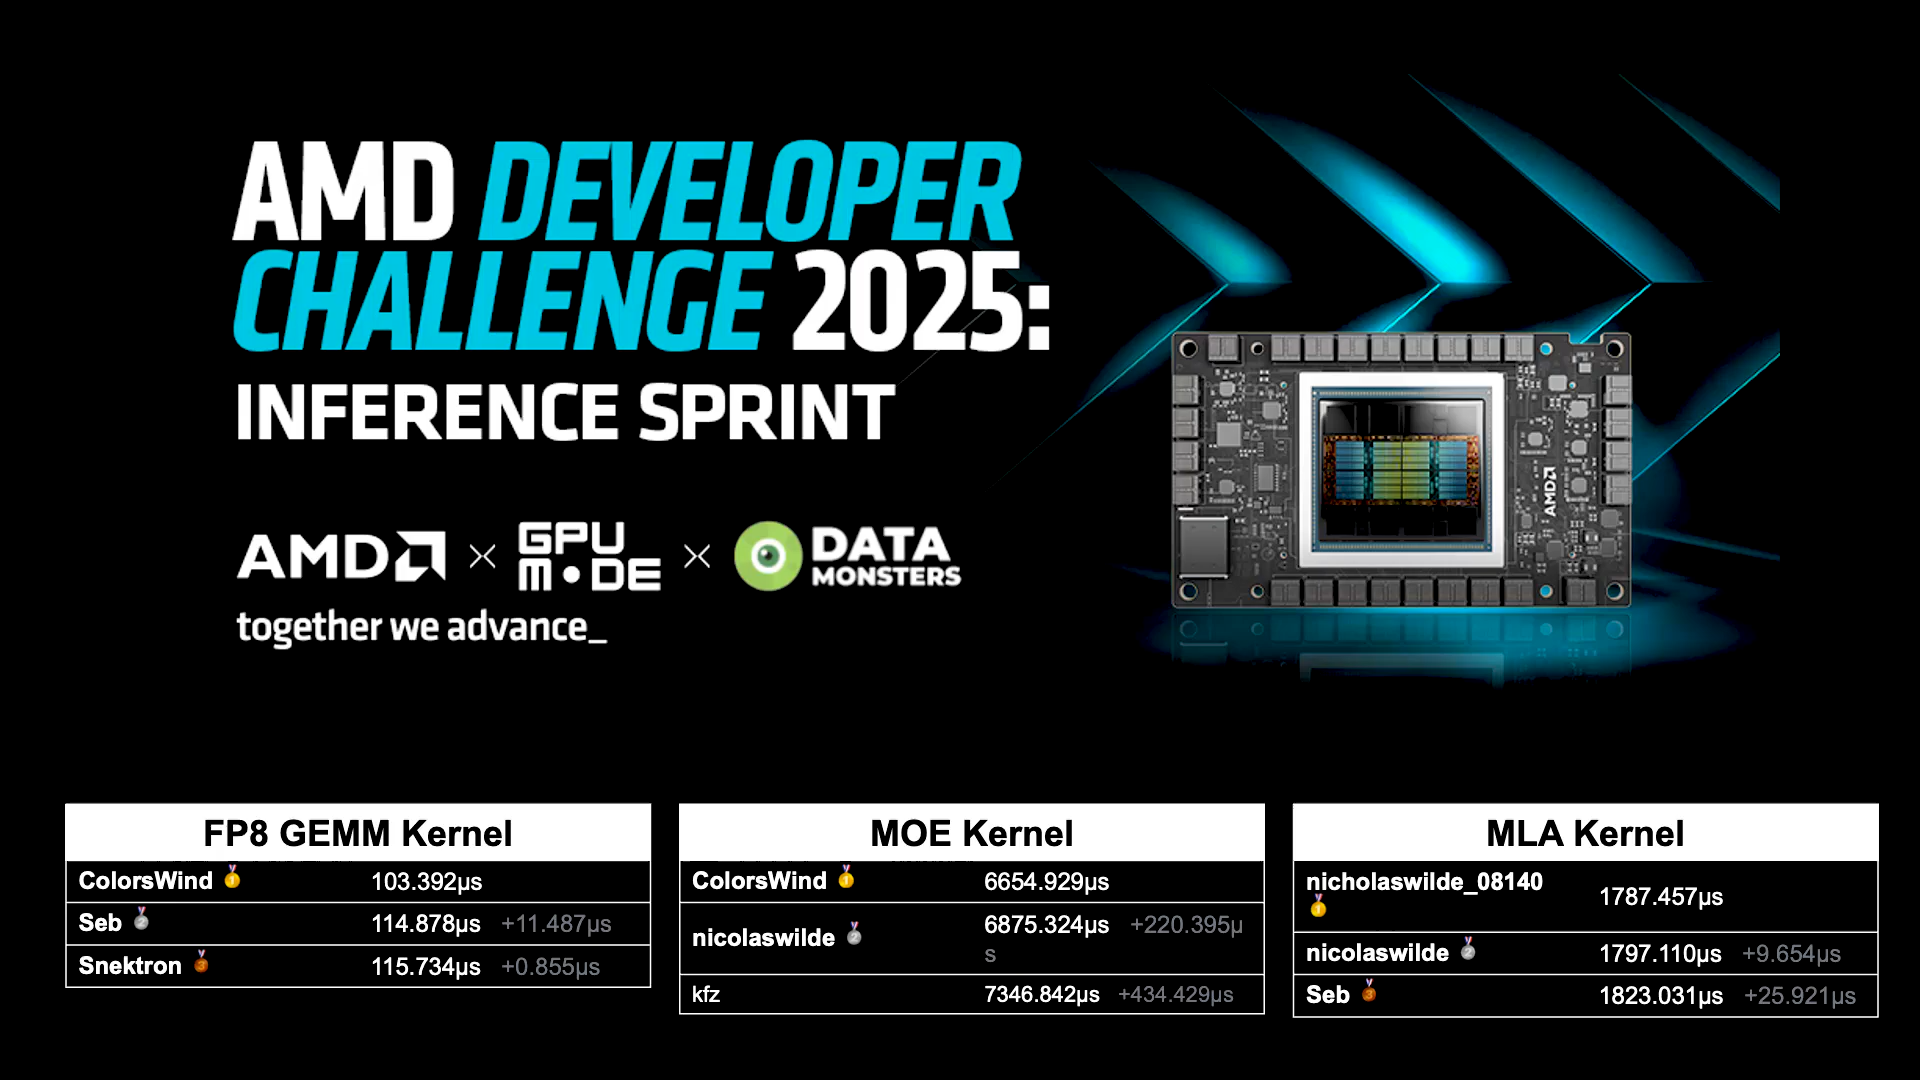 AMD DEVELOPER
CHALLENGE 2025:
INFERENCE SPRINT
AMD × GPU MODE × DATA MONSTERS
together we advance_
AMD
FP8 GEMM Kernel
ColorsWind 🥇 103.392µs
Seb 🥈 114.878µs +11.487µs
Snektron 🥉 115.734µs +0.855µs
MOE Kernel
ColorsWind 🥇 6654.929µs
nicolaswilde 🥈 6875.324µs +220.395µs
kfz 7346.842µs +434.429µs
MLA Kernel
nicholaswilde_08140 🥇 1787.457µs
nicolaswilde 🥈 1797.110µs +9.654µs
Seb 🥉 1823.031µs +25.921µs